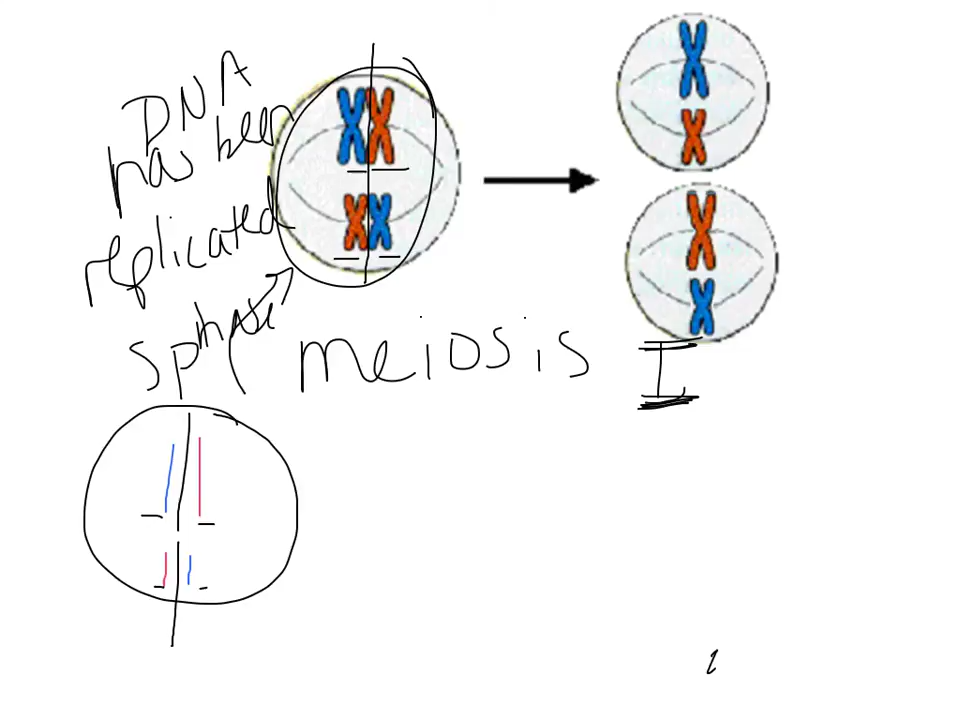 DNA
has been
replicated
S phase
meiosis I